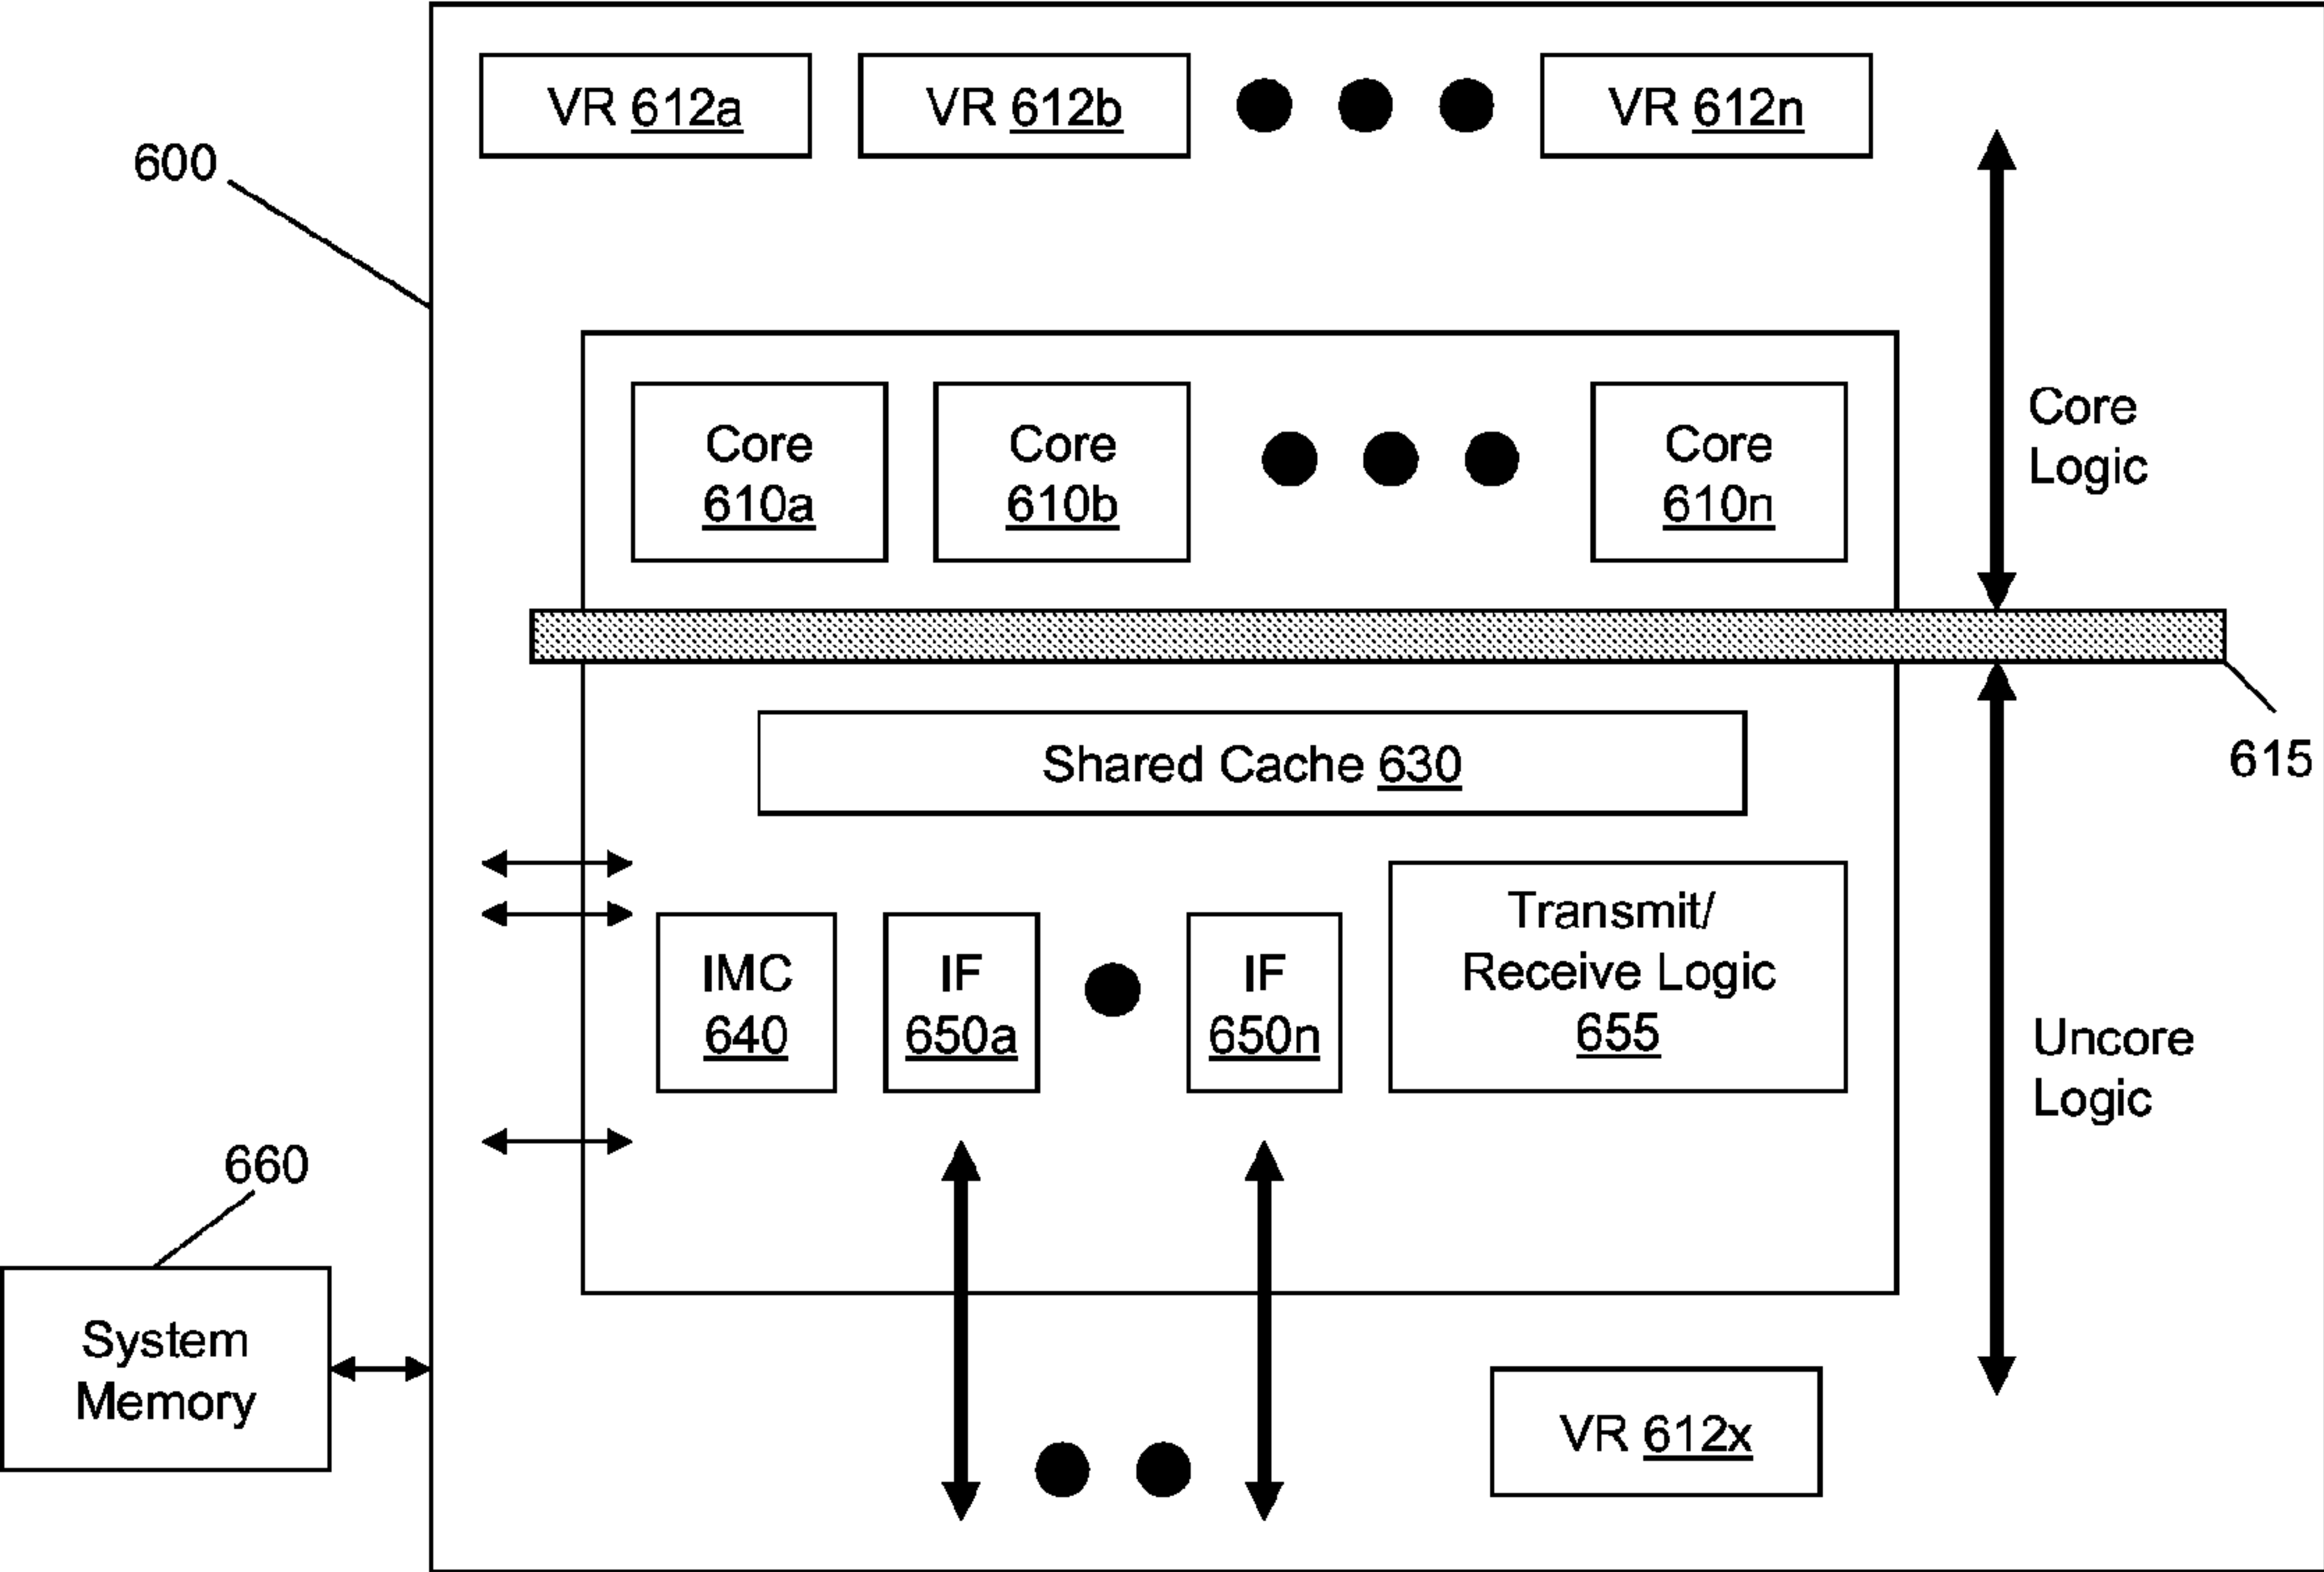 VR 612a
VR 612b
VR 612n
600
Core
610a
Core
610b
Core
610n
Core
Logic
615
Shared Cache 630
IMC
640
IF
650a
IF
650n
Transmit/
Receive Logic
655
Uncore
Logic
660
System
Memory
VR 612x